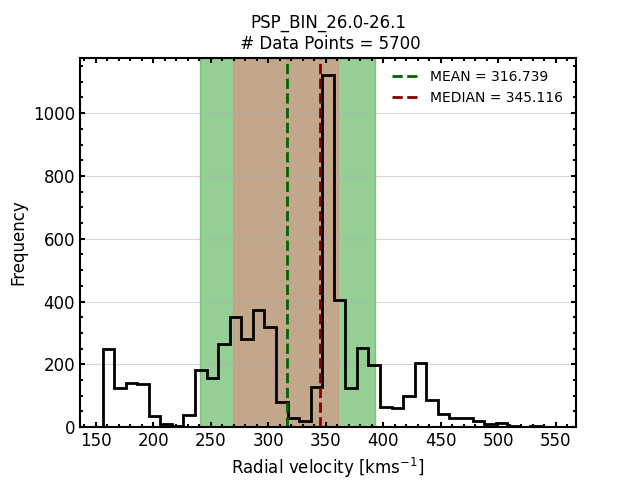 PSP_BIN_26.0-26.1
# Data Points = 5700
MEAN = 316.739
MEDIAN = 345.116
Frequency
1000
800
600
400
200
0
150 200 250 300 350 400 450 500 550
Radial velocity [kms⁻¹]